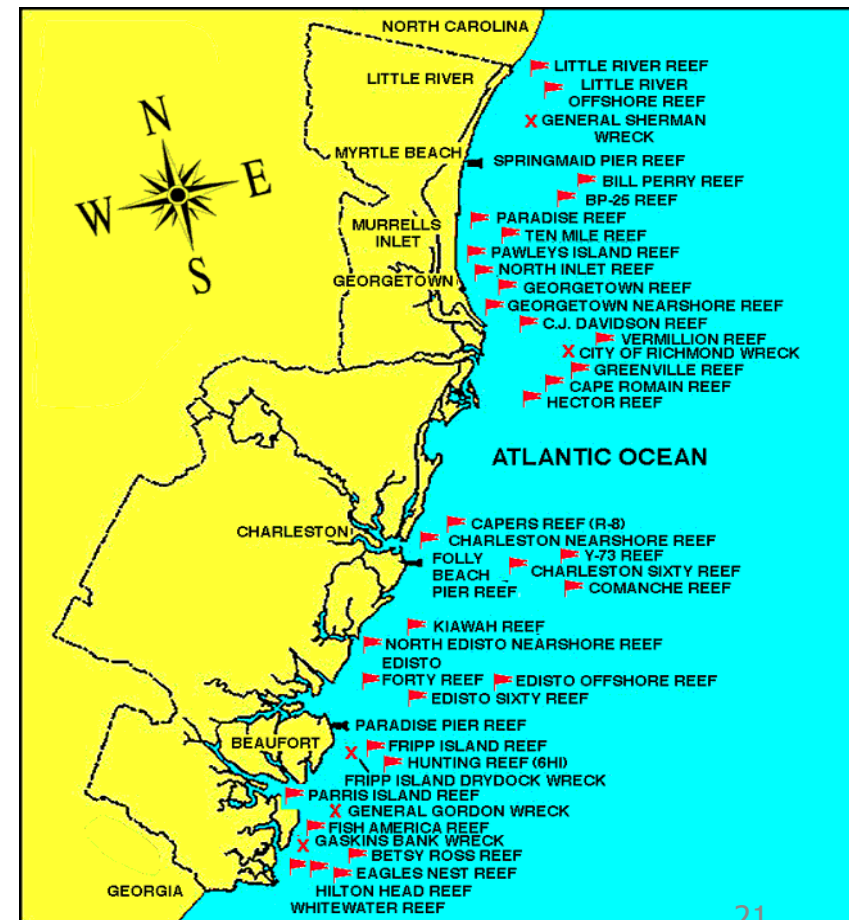 NORTH CAROLINA
LITTLE RIVER REEF
LITTLE RIVER
LITTLE RIVER
OFFSHORE REEF
N
X GENERAL SHERMAN
WRECK
MYRTLE BEACH
SPRINGMAID PIER REEF
E
BILL PERRY REEF
BP-25 REEF
W
PARADISE REEF
MURRELLS
INLET
TEN MILE REEF
PAWLEYS ISLAND REEF
S
NORTH INLET REEF
GEORGETOWN
GEORGETOWN REEF
GEORGETOWN NEARSHORE REEF
C.J. DAVIDSON REEF
VERMILLION REEF
X CITY OF RICHMOND WRECK
GREENVILLE REEF
CAPE ROMAIN REEF
HECTOR REEF
ATLANTIC OCEAN
CAPERS REEF (R-8)
CHARLESTON
CHARLESTON NEARSHORE REEF
Y-73 REEF
FOLLY
BEACH
PIER REEF
CHARLESTON SIXTY REEF
COMANCHE REEF
KIAWAH REEF
NORTH EDISTO NEARSHORE REEF
EDISTO
FORTY REEF
EDISTO OFFSHORE REEF
EDISTO SIXTY REEF
PARADISE PIER REEF
BEAUFORT
FRIPP ISLAND REEF
X
HUNTING REEF (6HI)
FRIPP ISLAND DRYDOCK WRECK
PARRIS ISLAND REEF
X GENERAL GORDON WRECK
FISH AMERICA REEF
X GASKINS BANK WRECK
BETSY ROSS REEF
EAGLES NEST REEF
GEORGIA
HILTON HEAD REEF
WHITEWATER REEF
21